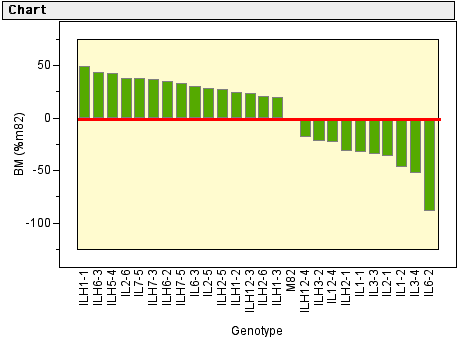 Chart
BM (%m82)
50
0
-50
-100
ILH1-1
ILH6-3
ILH5-4
IL2-6
IL7-5
ILH7-3
ILH6-2
ILH7-5
IL6-3
IL2-5
ILH2-5
ILH1-2
ILH12-3
ILH2-6
ILH1-3
M82
ILH12-4
ILH3-2
IL12-4
ILH2-1
IL1-1
IL3-3
IL2-1
IL1-2
IL3-4
IL6-2
Genotype